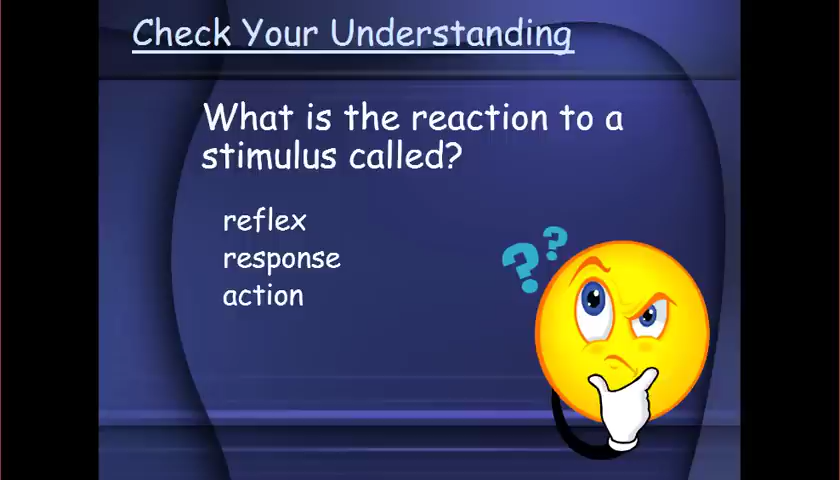 Check Your Understanding
What is the reaction to a
stimulus called?
reflex
response
action
??